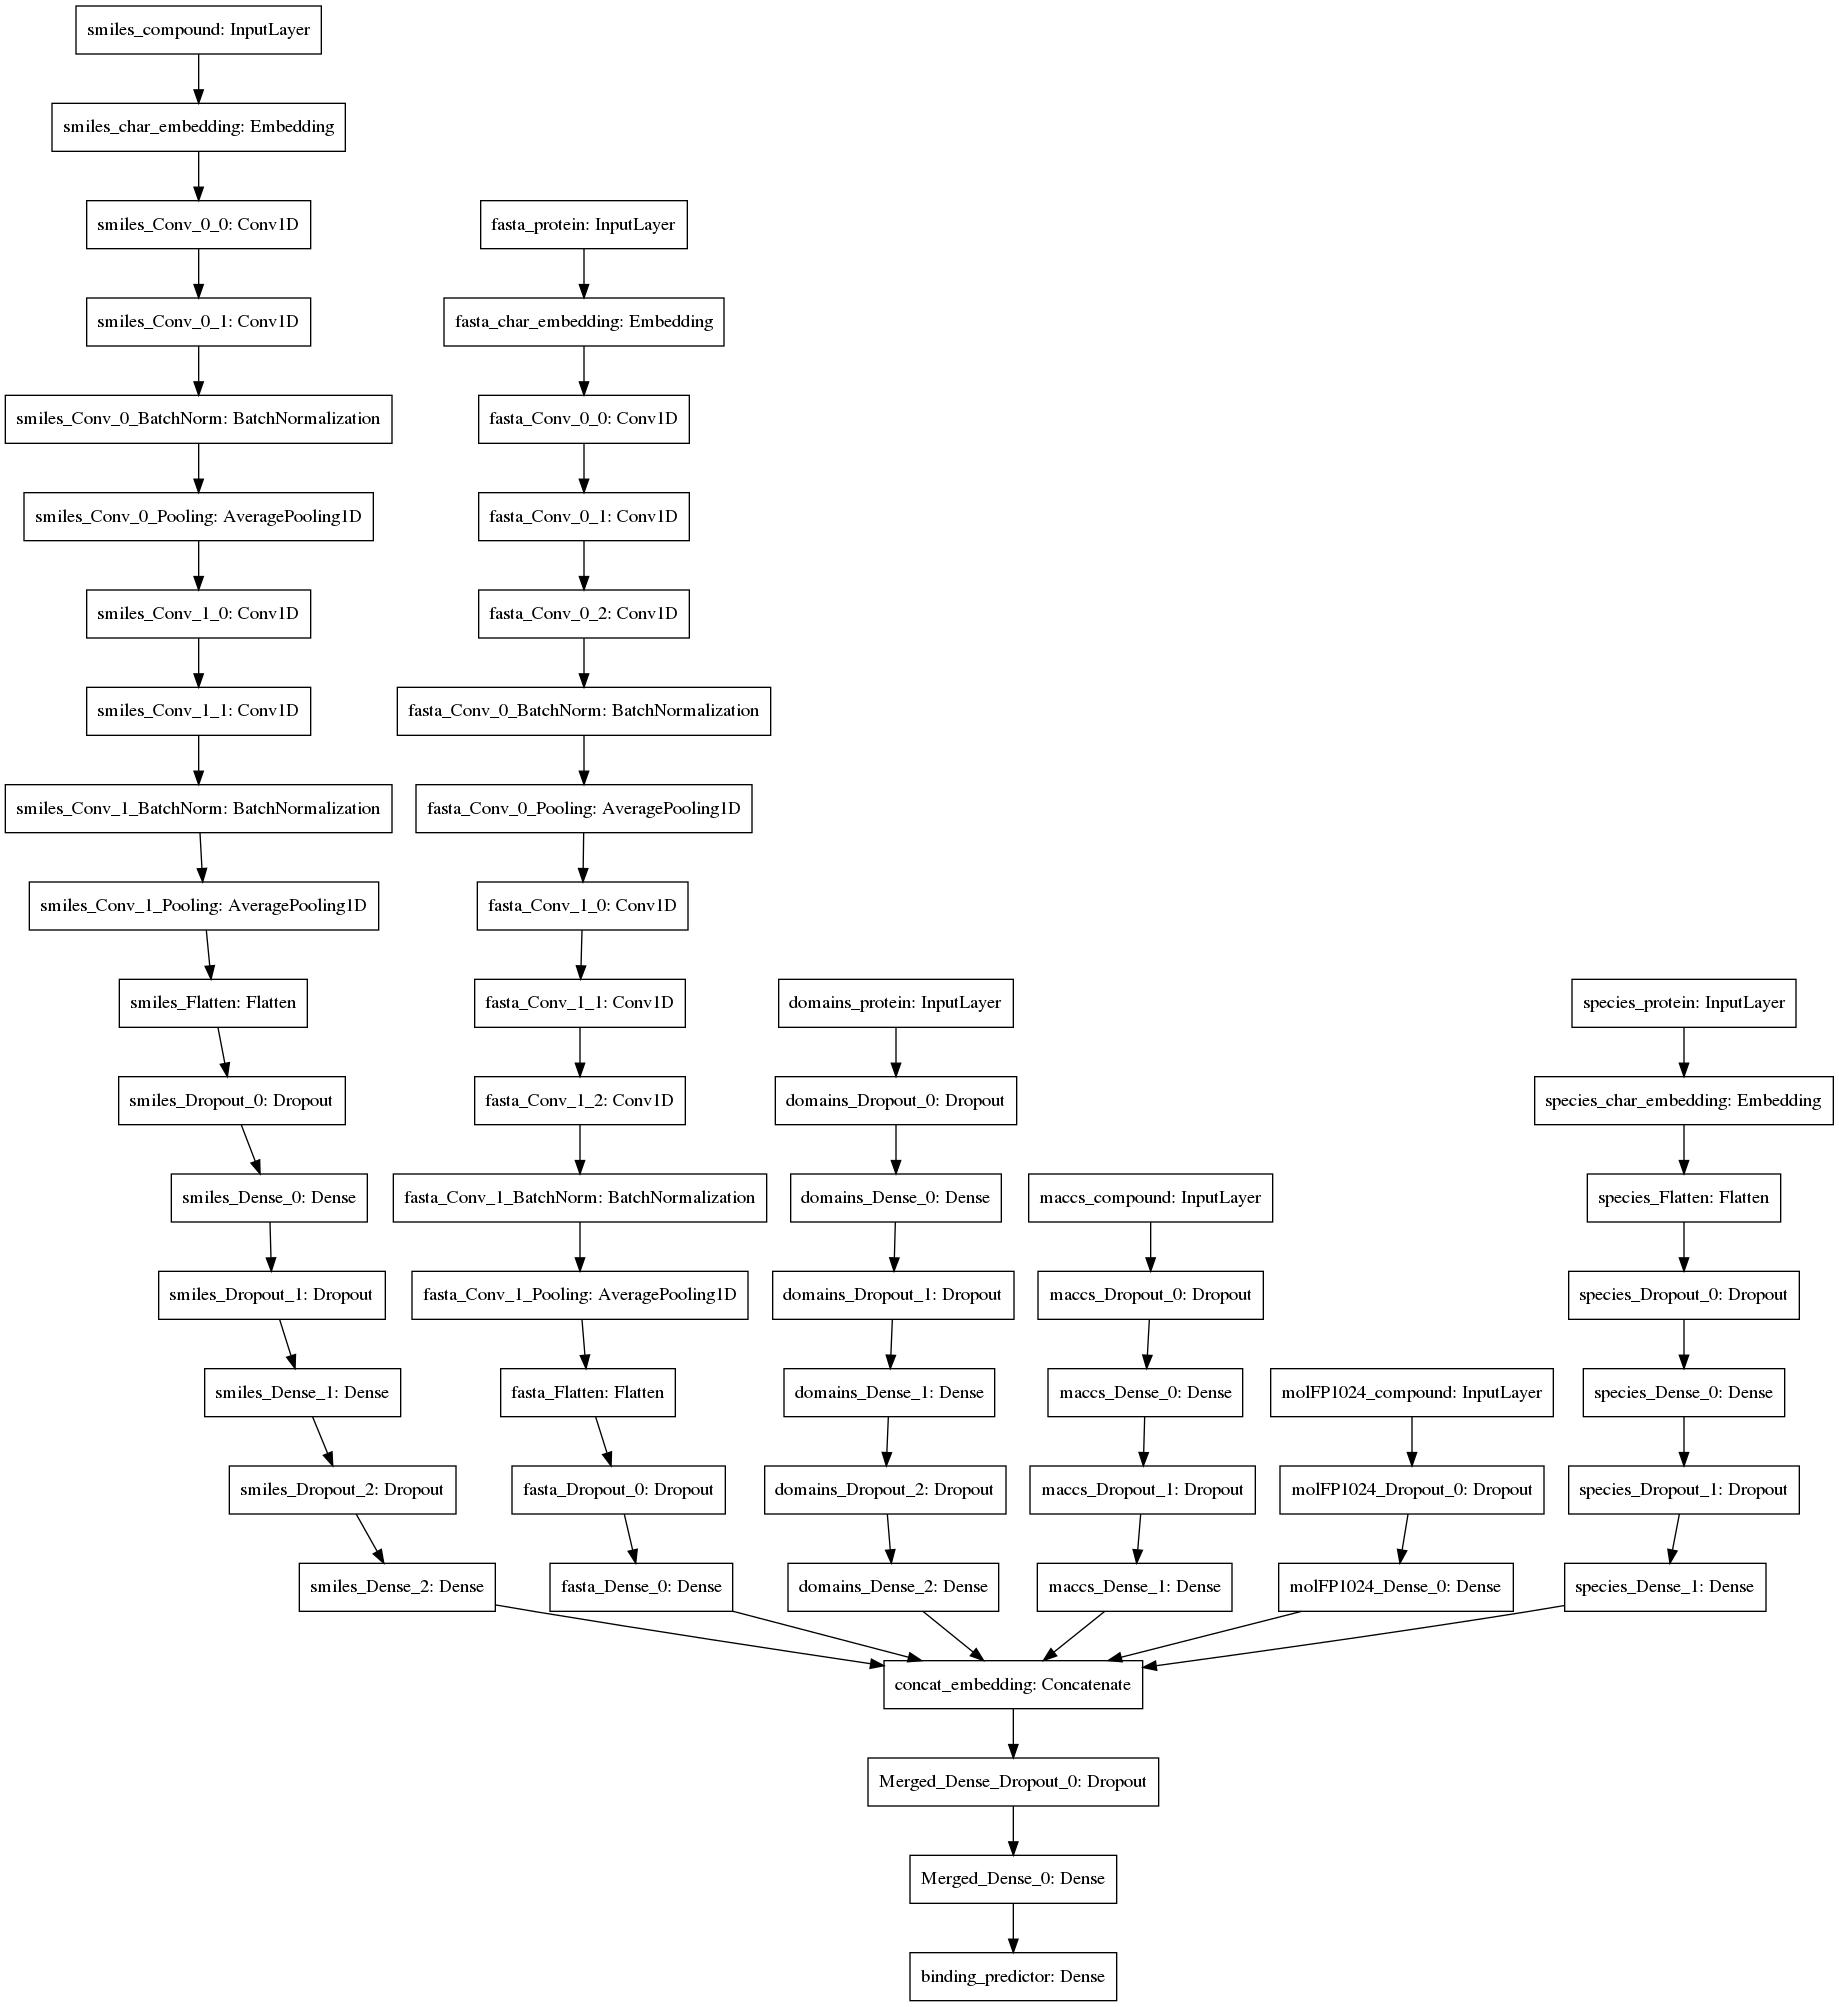 smiles_compound: InputLayer
smiles_char_embedding: Embedding
smiles_Conv_0_0: Conv1D
smiles_Conv_0_1: Conv1D
smiles_Conv_0_BatchNorm: BatchNormalization
smiles_Conv_0_Pooling: AveragePooling1D
smiles_Conv_1_0: Conv1D
smiles_Conv_1_1: Conv1D
smiles_Conv_1_BatchNorm: BatchNormalization
smiles_Conv_1_Pooling: AveragePooling1D
smiles_Flatten: Flatten
smiles_Dropout_0: Dropout
smiles_Dense_0: Dense
smiles_Dropout_1: Dropout
smiles_Dense_1: Dense
smiles_Dropout_2: Dropout
smiles_Dense_2: Dense
fasta_protein: InputLayer
fasta_char_embedding: Embedding
fasta_Conv_0_0: Conv1D
fasta_Conv_0_1: Conv1D
fasta_Conv_0_2: Conv1D
fasta_Conv_0_BatchNorm: BatchNormalization
fasta_Conv_0_Pooling: AveragePooling1D
fasta_Conv_1_0: Conv1D
fasta_Conv_1_1: Conv1D
fasta_Conv_1_2: Conv1D
fasta_Conv_1_BatchNorm: BatchNormalization
fasta_Conv_1_Pooling: AveragePooling1D
fasta_Flatten: Flatten
fasta_Dropout_0: Dropout
fasta_Dense_0: Dense
domains_protein: InputLayer
domains_Dropout_0: Dropout
domains_Dense_0: Dense
domains_Dropout_1: Dropout
domains_Dense_1: Dense
domains_Dropout_2: Dropout
domains_Dense_2: Dense
maccs_compound: InputLayer
maccs_Dropout_0: Dropout
maccs_Dense_0: Dense
maccs_Dropout_1: Dropout
maccs_Dense_1: Dense
molFP1024_compound: InputLayer
molFP1024_Dropout_0: Dropout
molFP1024_Dense_0: Dense
species_protein: InputLayer
species_char_embedding: Embedding
species_Flatten: Flatten
species_Dropout_0: Dropout
species_Dense_0: Dense
species_Dropout_1: Dropout
species_Dense_1: Dense
concat_embedding: Concatenate
Merged_Dense_Dropout_0: Dropout
Merged_Dense_0: Dense
binding_predictor: Dense